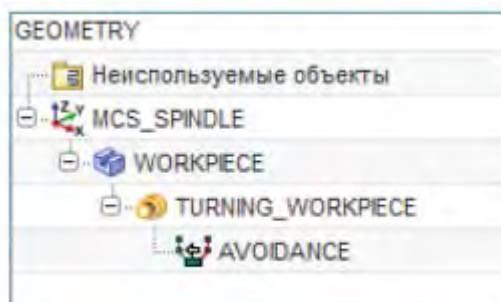 GEOMETRY
Неиспользуемые объекты
MCS_SPINDLE
WORKPIECE
TURNING_WORKPIECE
AVOIDANCE